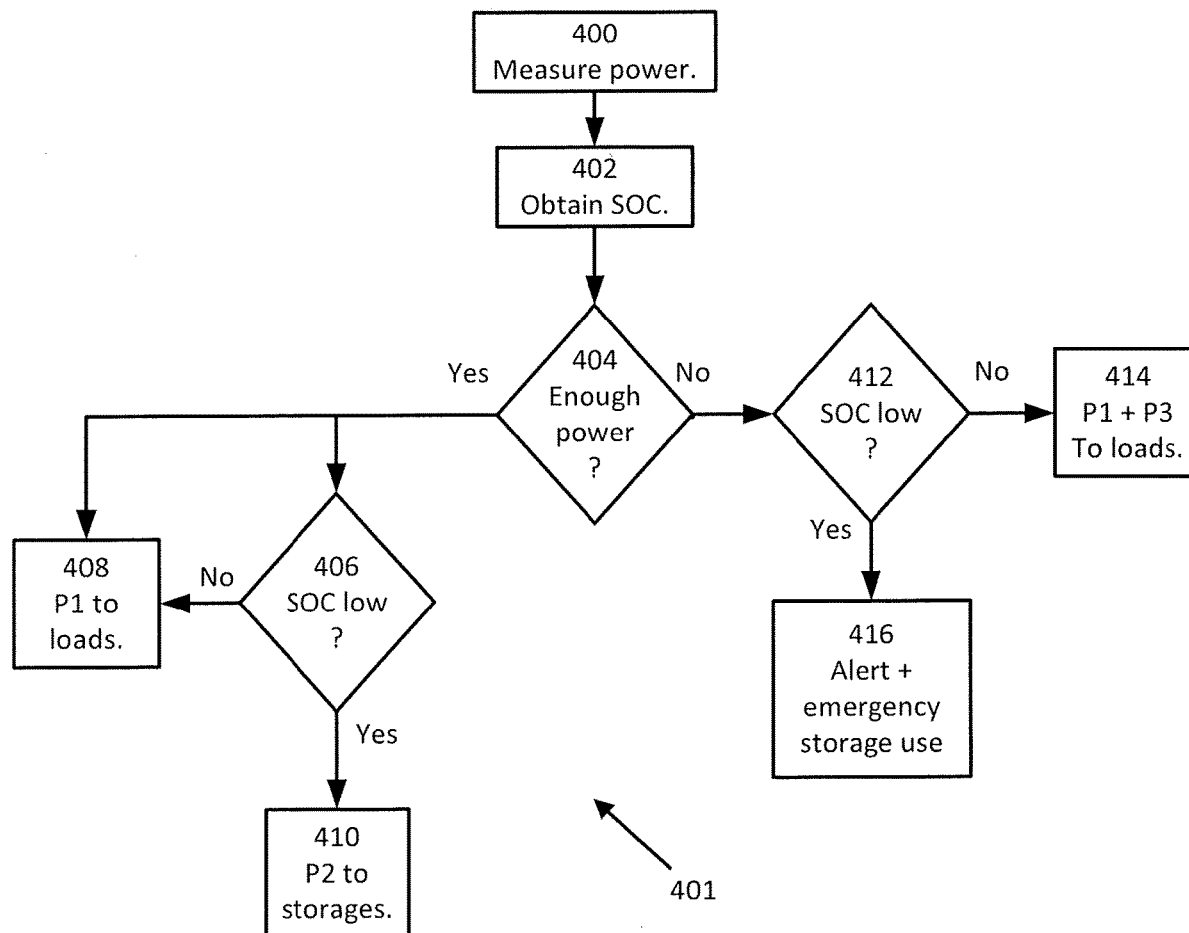 400
Measure power.
402
Obtain SOC.
Yes
404
Enough
power
?
No
412
SOC low
?
No
414
P1 + P3
To loads.
Yes
408
P1 to
loads.
No
406
SOC low
?
416
Alert +
emergency
storage use
Yes
410
P2 to
storages.
401